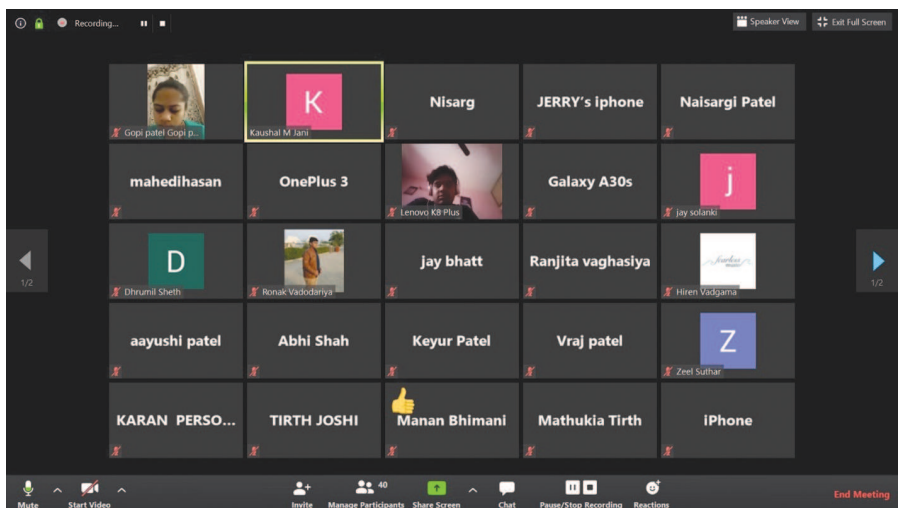 Recording...
Speaker View
Exit Full Screen
Gopi patel Gopi p...
K
Kaushal M Jani
Nisarg
JERRY's iphone
Naisargi Patel
mahedihasan
OnePlus 3
Lenovo K8 Plus
Galaxy A30s
j
jay solanki
D
Dhrumil Sheth
Ronak Vadodariya
jay bhatt
Ranjita vaghasiya
fearless
Hiren Vadgama
1/2
1/2
aayushi patel
Abhi Shah
Keyur Patel
Vraj patel
Z
Zeel Suthar
KARAN PERSO...
TIRTH JOSHI
Manan Bhimani
Mathukia Tirth
iPhone
Mute
Start Video
Invite
40
Manage Participants
Share Screen
Chat
Pause/Stop Recording
Reactions
End Meeting